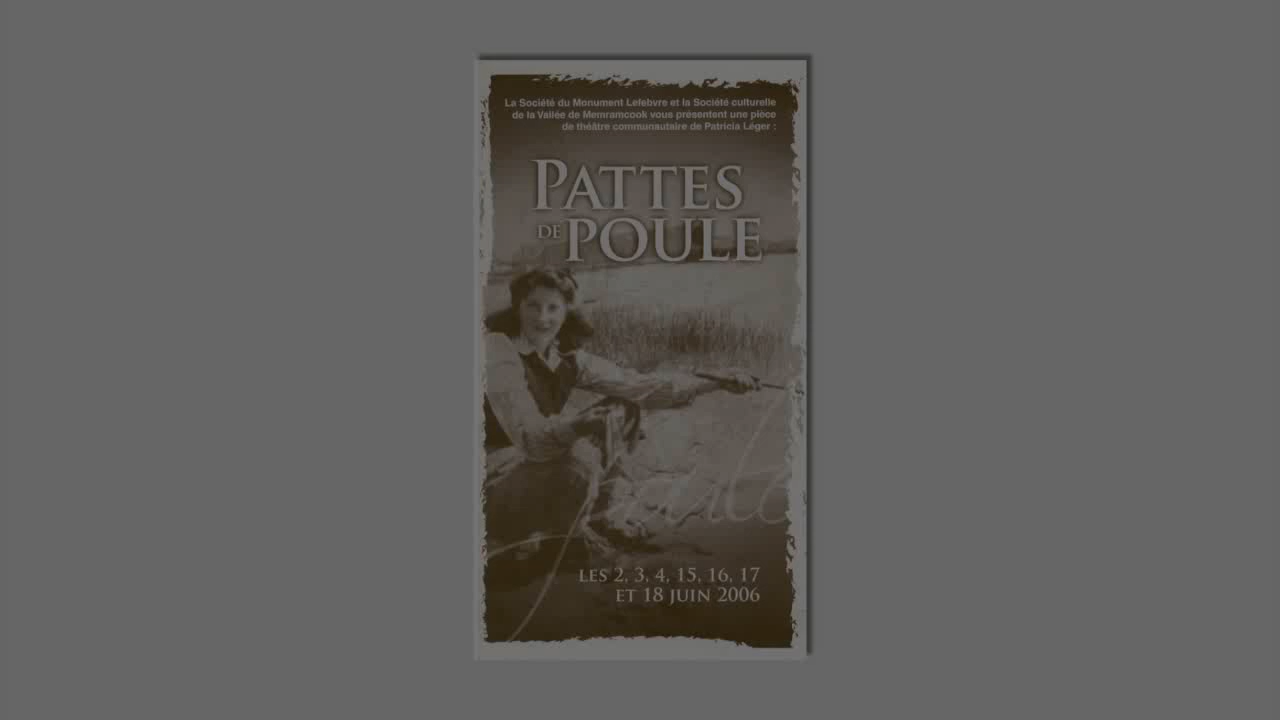 La Société du Monument Lefebvre et la Société culturelle
de la Vallée de Memramcook vous présentent une pièce
de théâtre communautaire de Patricia Léger :
PATTES
DE POULE
LES 2, 3, 4, 15, 16, 17
ET 18 JUIN 2006